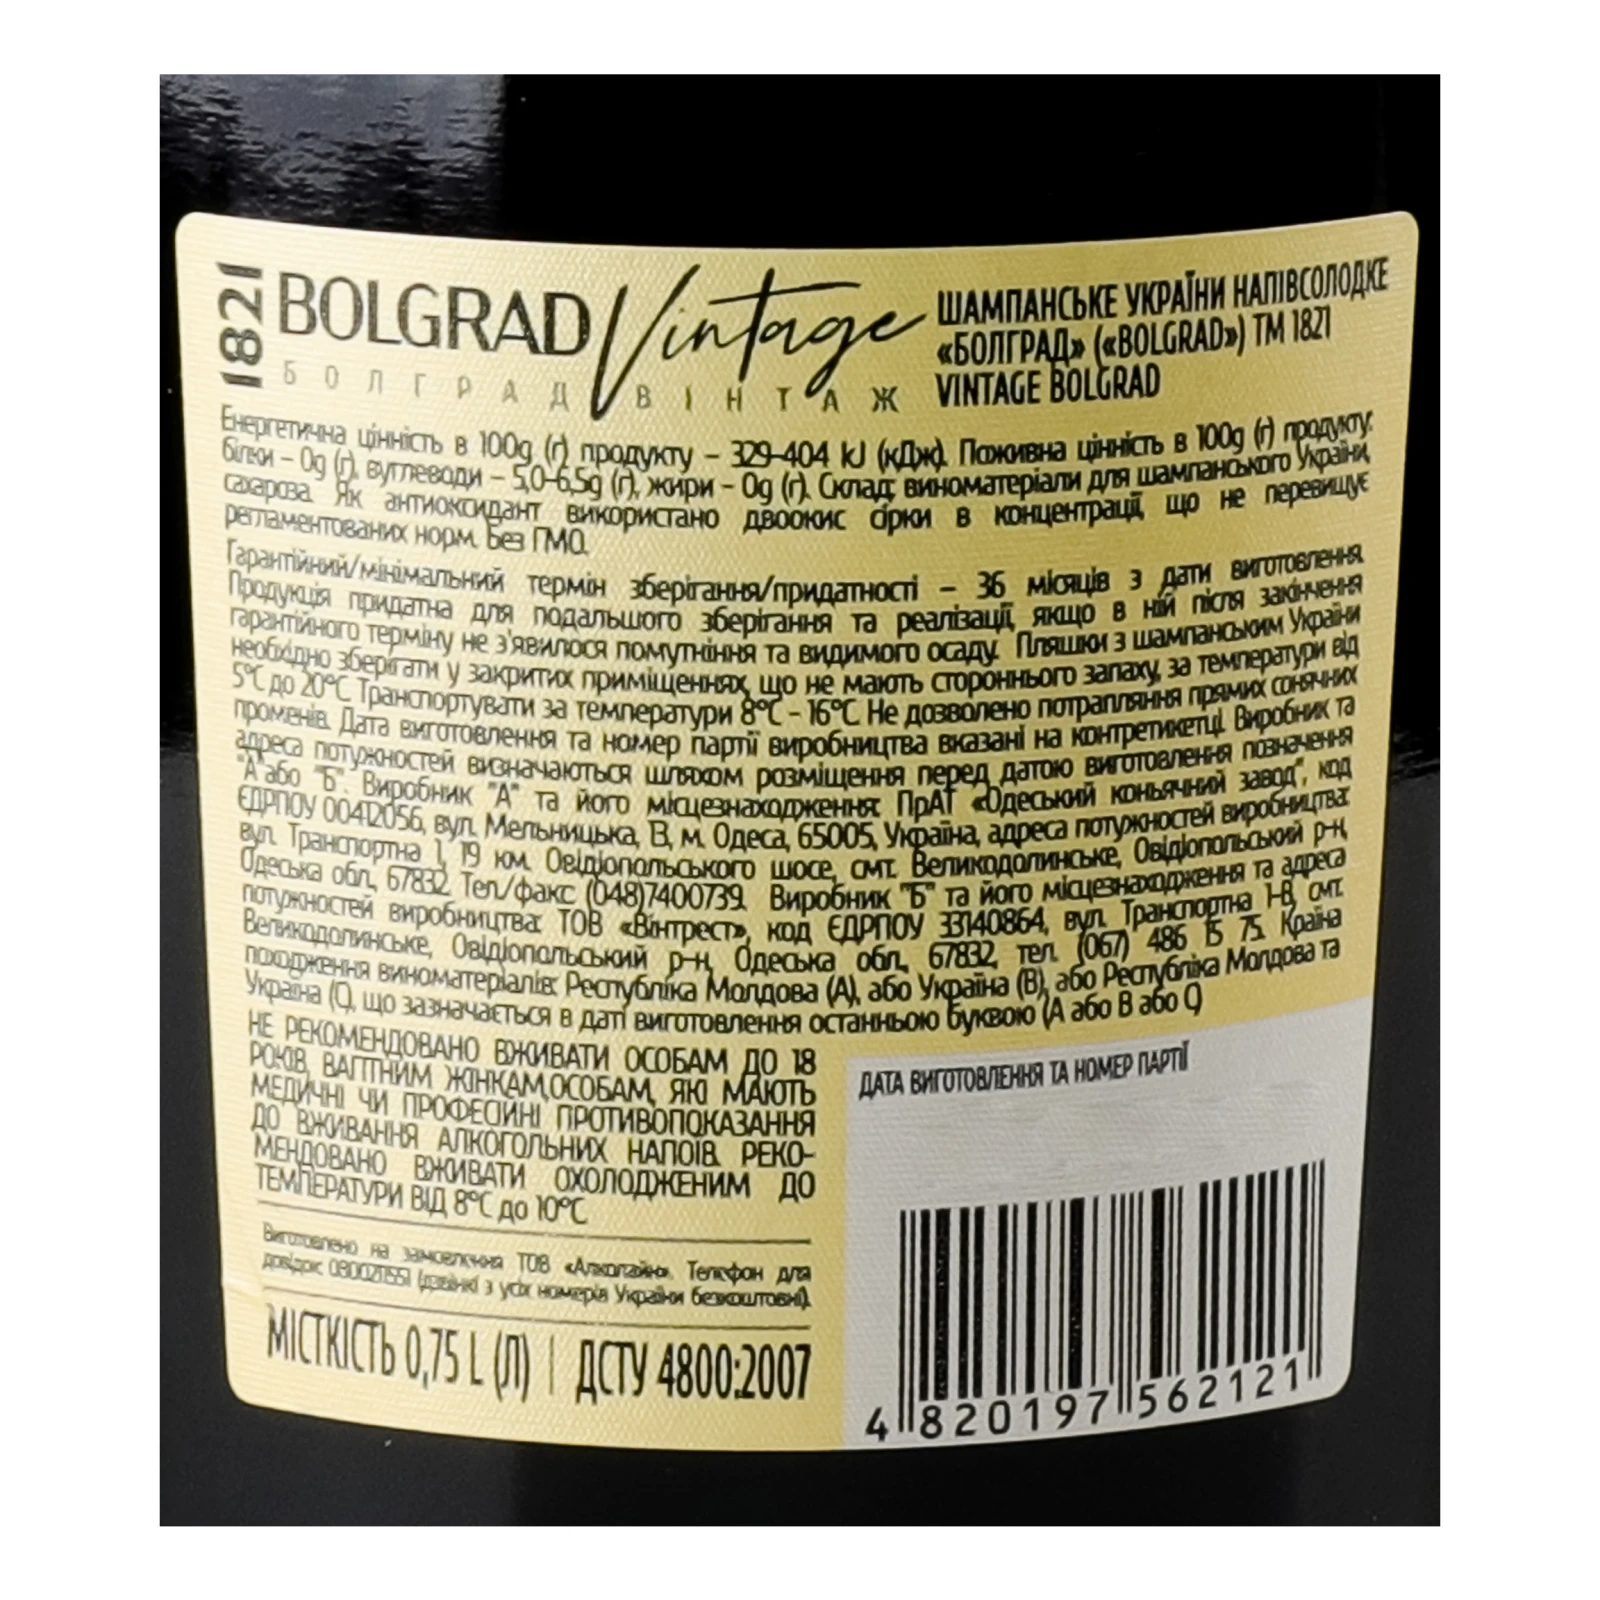 1821 BOLGRAD Vintage
БОЛГРАД ВІНТАЖ
ШАМПАНСЬКЕ УКРАЇНИ НАПІВСОЛОДКЕ
«БОЛГРАД» («BOLGRAD») ТМ 1821
VINTAGE BOLGRAD
Енергетична цінність в 100g (г) продукту – 329-404 kJ (кДж). Поживна цінність в 100g (г) продукту:
білки – 0g (г), вуглеводи – 5,0-6,5g (г), жири – 0g (г). Склад: виноматеріали для шампанського України,
сахароза. Як антиоксидант використано двоокис сірки в концентрації, що не перевищує
регламентованих норм. Без ГМО.
Гарантійний/мінімальний термін зберігання/придатності – 36 місяців з дати виготовлення.
Продукція придатна для подальшого зберігання та реалізації, якщо в ній після закінчення
гарантійного терміну не з'явилося помутніння та видимого осаду. Пляшки з шампанським України
необхідно зберігати у закритих приміщеннях, що не мають стороннього запаху, за температури від
5°С до 20°С. Транспортувати за температури 8°С - 16°С. Не дозволено потрапляння прямих сонячних
променів. Дата виготовлення та номер партії виробництва вказані на контретикетці. Виробник та
адреса потужностей визначаються шляхом розміщення перед датою виготовлення позначення
"А" або "Б". Виробник "А" та його місцезнаходження: ПрАТ «Одеський коньячний завод", код
ЄДРПОУ 00412056, вул. Мельницька, 13, м. Одеса, 65005, Україна, адреса потужностей виробництва:
вул. Транспортна 1, 19 км. Овідіопольського шосе, смт. Великодолинське, Овідіопольський р-н,
Одеська обл., 67832. Тел./факс: (048)7400739. Виробник "Б" та його місцезнаходження та адреса
потужностей виробництва: ТОВ «Вінтрест», код ЄДРПОУ 33140864, вул. Транспортна 1-В, смт.
Великодолинське, Овідіопольський р-н, Одеська обл., 67832, тел. (067) 486 15 75. Країна
походження виноматеріалів: Республіка Молдова (А), або Україна (В), або Республіка Молдова та
Україна (С), що зазначається в даті виготовлення останньою буквою (А або В або С)
НЕ РЕКОМЕНДОВАНО ВЖИВАТИ ОСОБАМ ДО 18
РОКІВ, ВАГІТНИМ ЖІНКАМ,ОСОБАМ, ЯКІ МАЮТЬ
МЕДИЧНІ ЧИ ПРОФЕСІЙНІ ПРОТИВОПОКАЗАННЯ
ДО ВЖИВАННЯ АЛКОГОЛЬНИХ НАПОЇВ. РЕКО-
МЕНДОВАНО ВЖИВАТИ ОХОЛОДЖЕНИМ ДО
ТЕМПЕРАТУРИ ВІД 8°С до 10°С.
Виготовлено на замовлення ТОВ «Алколайн». Телефон для
довідок: 0800211551 (дзвінкі з усіх номерів України безкоштовні).
МІСТКІСТЬ 0,75 L (Л) | ДСТУ 4800:2007
ДАТА ВИГОТОВЛЕННЯ ТА НОМЕР ПАРТІЇ
4 820197 562121